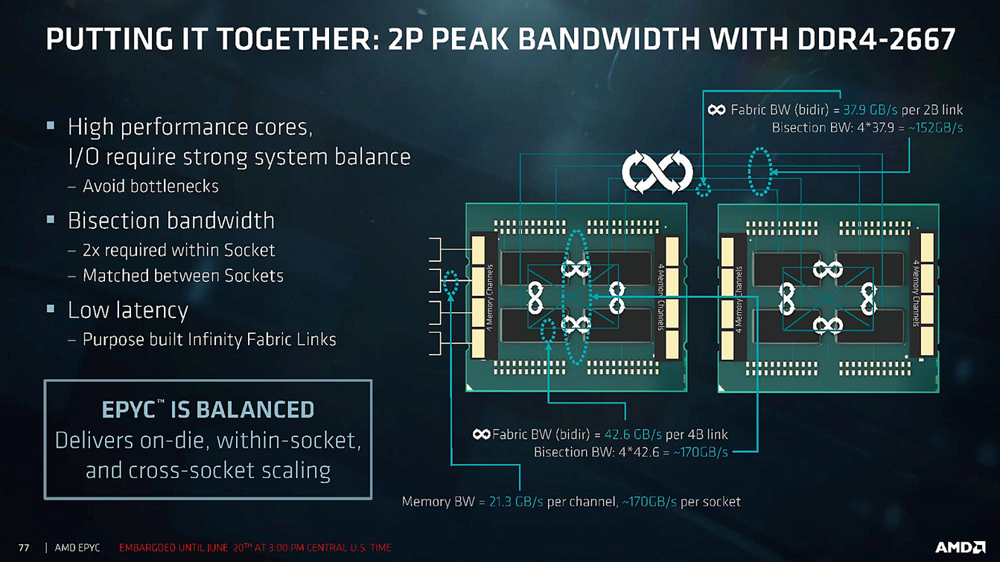 PUTTING IT TOGETHER: 2P PEAK BANDWIDTH WITH DDR4-2667
▪ High performance cores,
I/O require strong system balance
– Avoid bottlenecks
▪ Bisection bandwidth
– 2x required within Socket
– Matched between Sockets
▪ Low latency
– Purpose built Infinity Fabric Links
EPYC™ IS BALANCED
Delivers on-die, within-socket,
and cross-socket scaling
Fabric BW (bidir) = 37.9 GB/s per 2B link
Bisection BW: 4*37.9 = ~152GB/s
4 Memory Channels
4 Memory Channels
4 Memory Channels
4 Memory Channels
Fabric BW (bidir) = 42.6 GB/s per 4B link
Bisection BW: 4*42.6 = ~170GB/s
Memory BW = 21.3 GB/s per channel, ~170GB/s per socket
77 | AMD EPYC EMBARGOED UNTIL JUNE 20TH AT 3:00 PM CENTRAL U.S. TIME
AMD